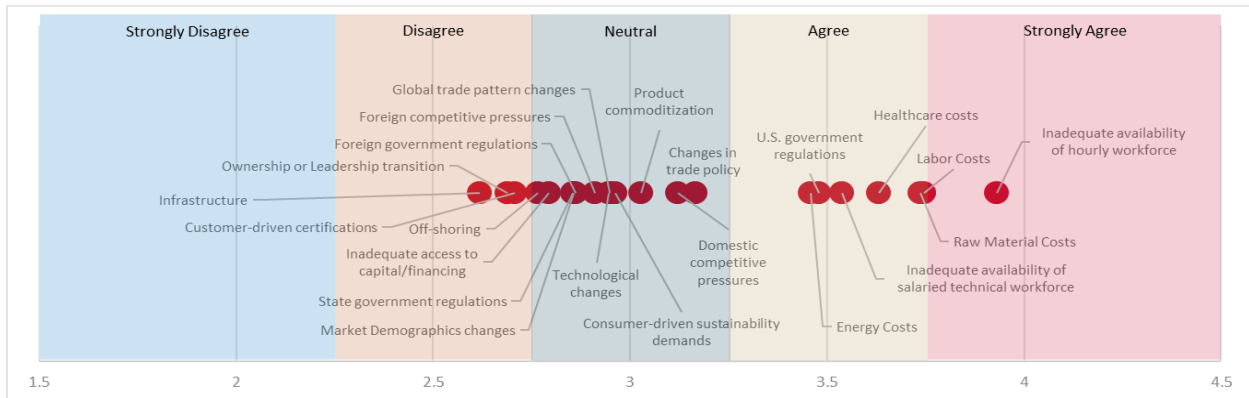 Strongly Disagree
Disagree
Neutral
Agree
Strongly Agree
Global trade pattern changes
Product
commoditization
Foreign competitive pressures
Healthcare costs
Foreign government regulations
U.S. government
regulations
Inadequate availability
of hourly workforce
Changes in
trade policy
Labor Costs
Ownership or Leadership transition
Infrastructure
Customer-driven certifications
Off-shoring
Inadequate access to
capital/financing
Domestic
competitive
pressures
Raw Material Costs
Technological
changes
Inadequate availability of
salaried technical workforce
State government regulations
Market Demographics changes
Consumer-driven sustainability
demands
Energy Costs
1.5
2
2.5
3
3.5
4
4.5